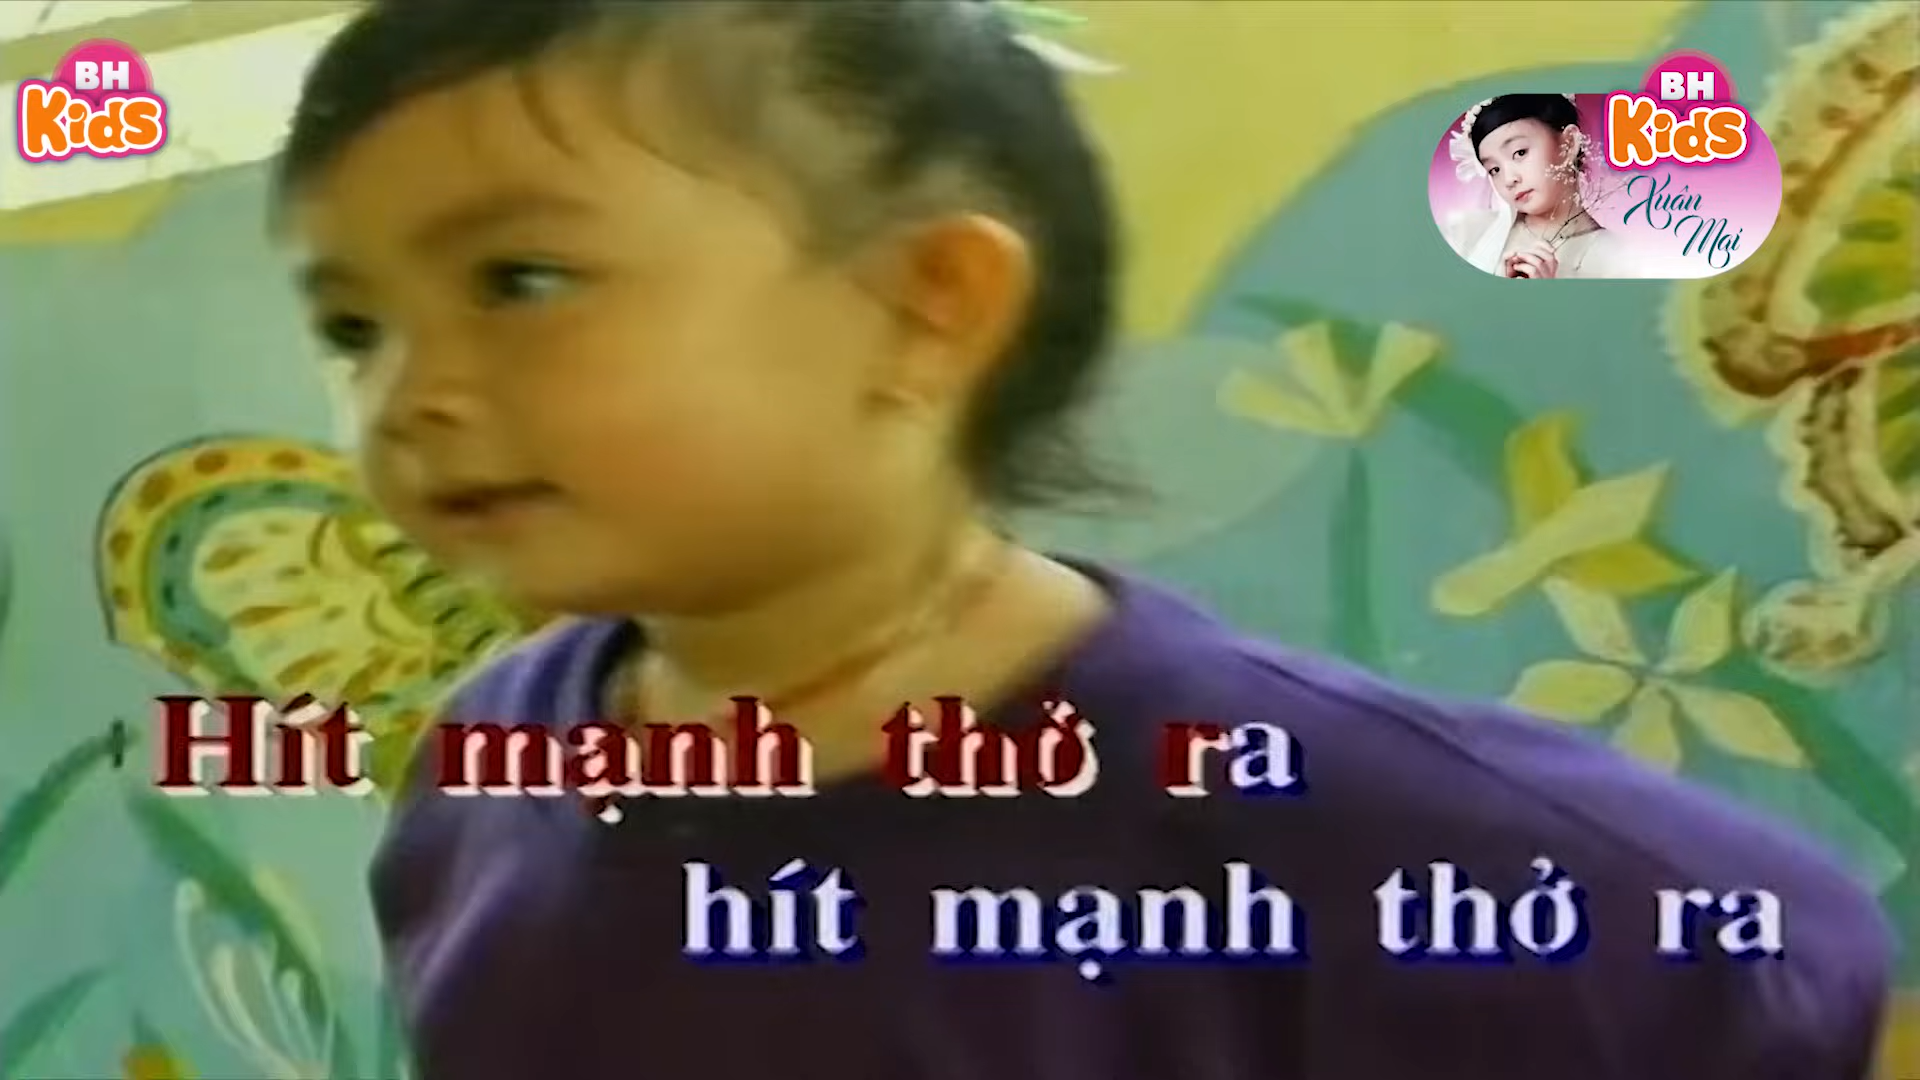 BH
Kids
BH
Kids
Xuân
Mai
Hít mạnh thở ra
hít mạnh thở ra